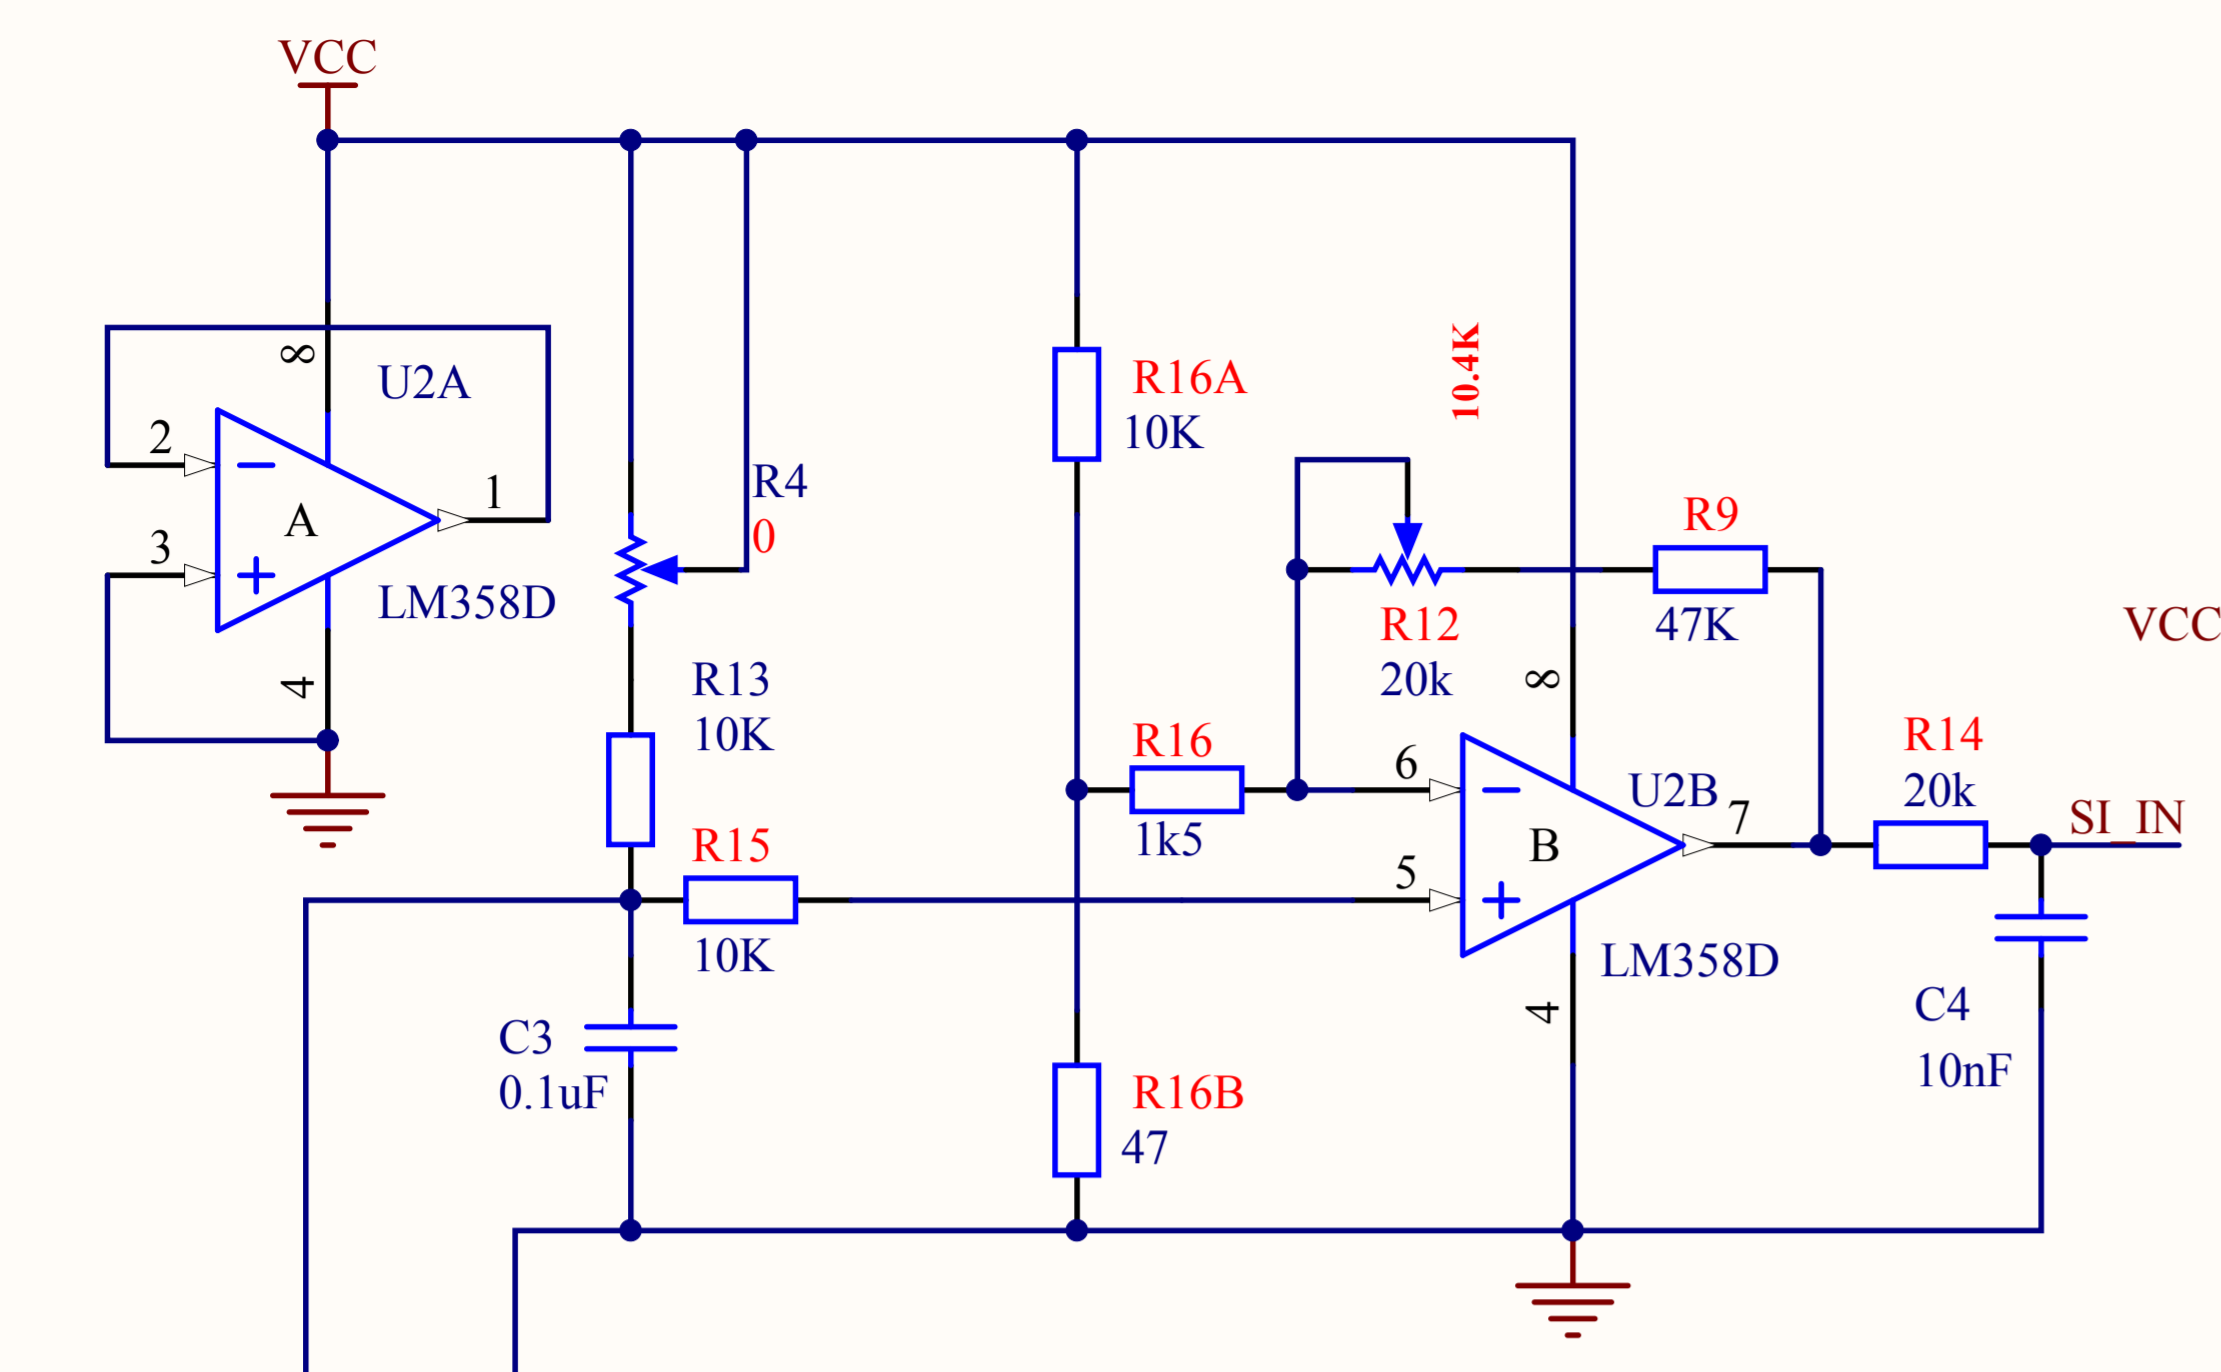 VCC
8
U2A
2
1
A
3
LM358D
4
R4
0
R13
10K
R15
10K
C3
0.1uF
R16A
10K
10.4K
R9
47K
R12
20k
VCC
8
R16
1k5
6
U2B
7
B
5
LM358D
4
R14
20k
SI_IN
C4
10nF
R16B
47